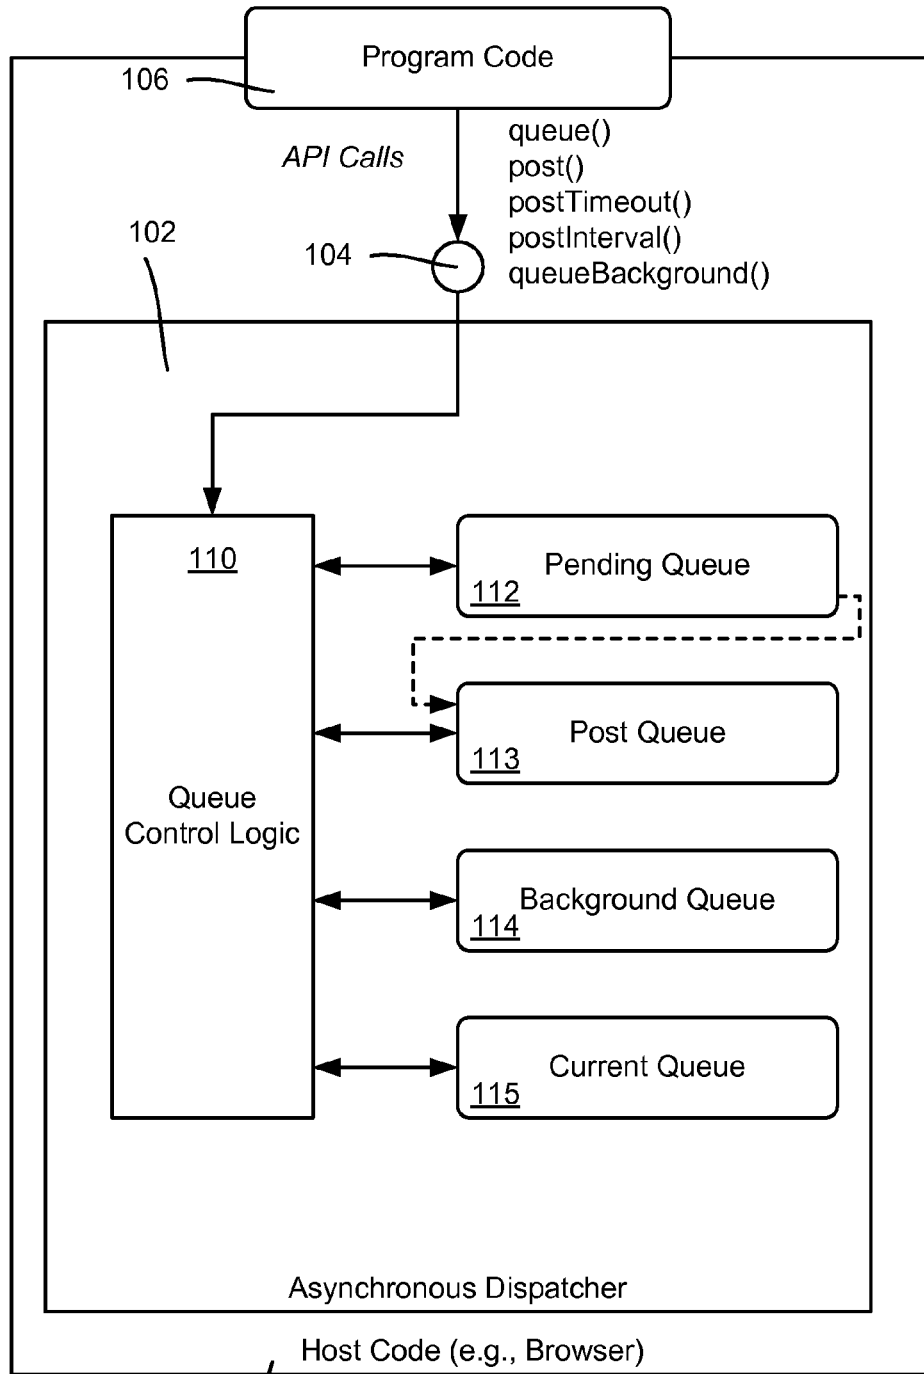 Program Code
106
API Calls
queue()
post()
postTimeout()
postInterval()
queueBackground()
102
104
110
Queue
Control Logic
Pending Queue
112
Post Queue
113
Background Queue
114
Current Queue
115
Asynchronous Dispatcher
Host Code (e.g., Browser)